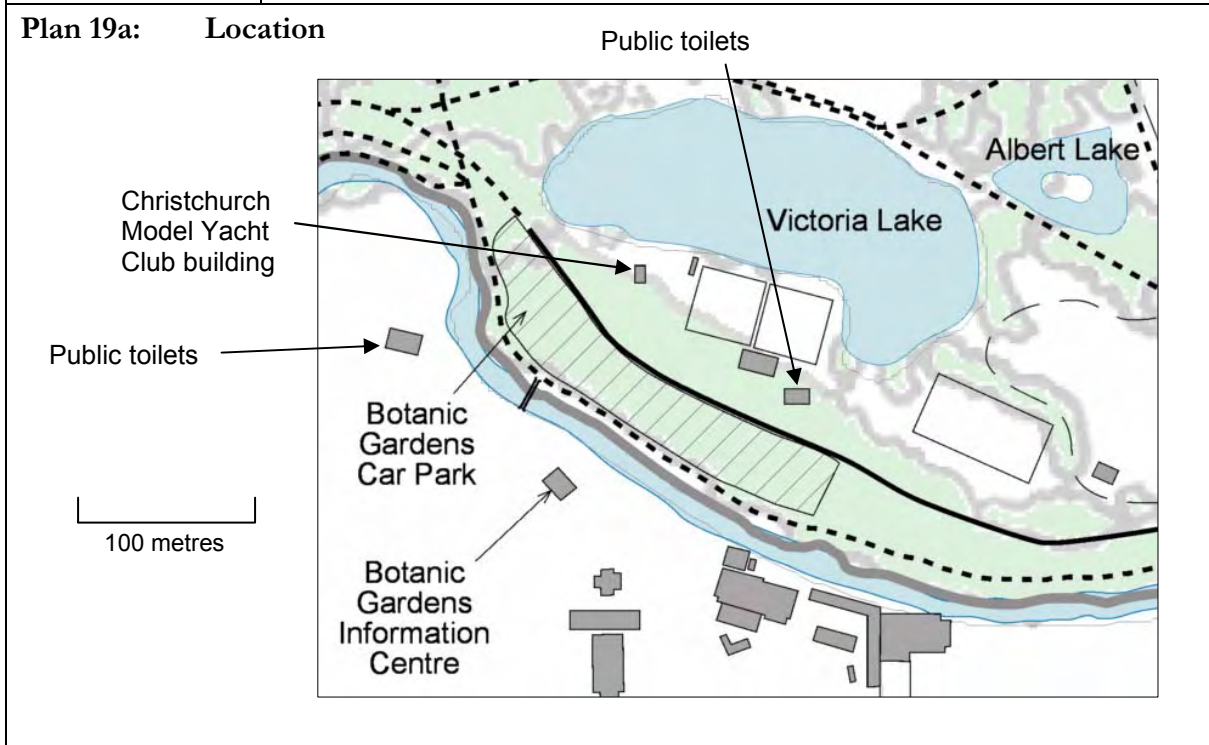 Plan 19a: Location
Public toilets
Albert Lake
Victoria Lake
Christchurch
Model Yacht
Club building
Public toilets
Botanic
Gardens
Car Park
100 metres
Botanic
Gardens
Information
Centre